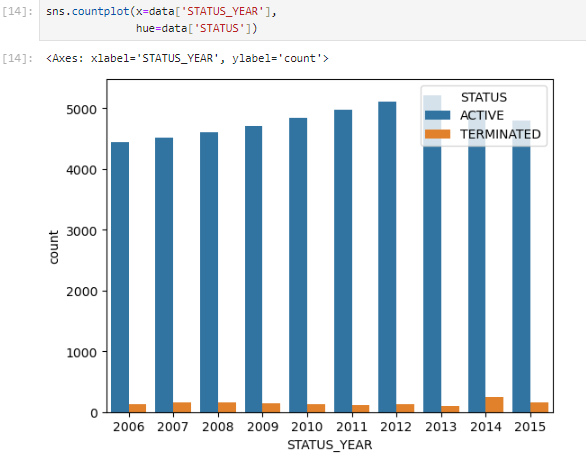 [14]: sns.countplot(x=data['STATUS_YEAR'],
hue=data['STATUS'])
[14]: <Axes: xlabel='STATUS_YEAR', ylabel='count'>
STATUS
ACTIVE
TERMINATED
5000
4000
3000
2000
1000
0
count
2006 2007 2008 2009 2010 2011 2012 2013 2014 2015
STATUS_YEAR